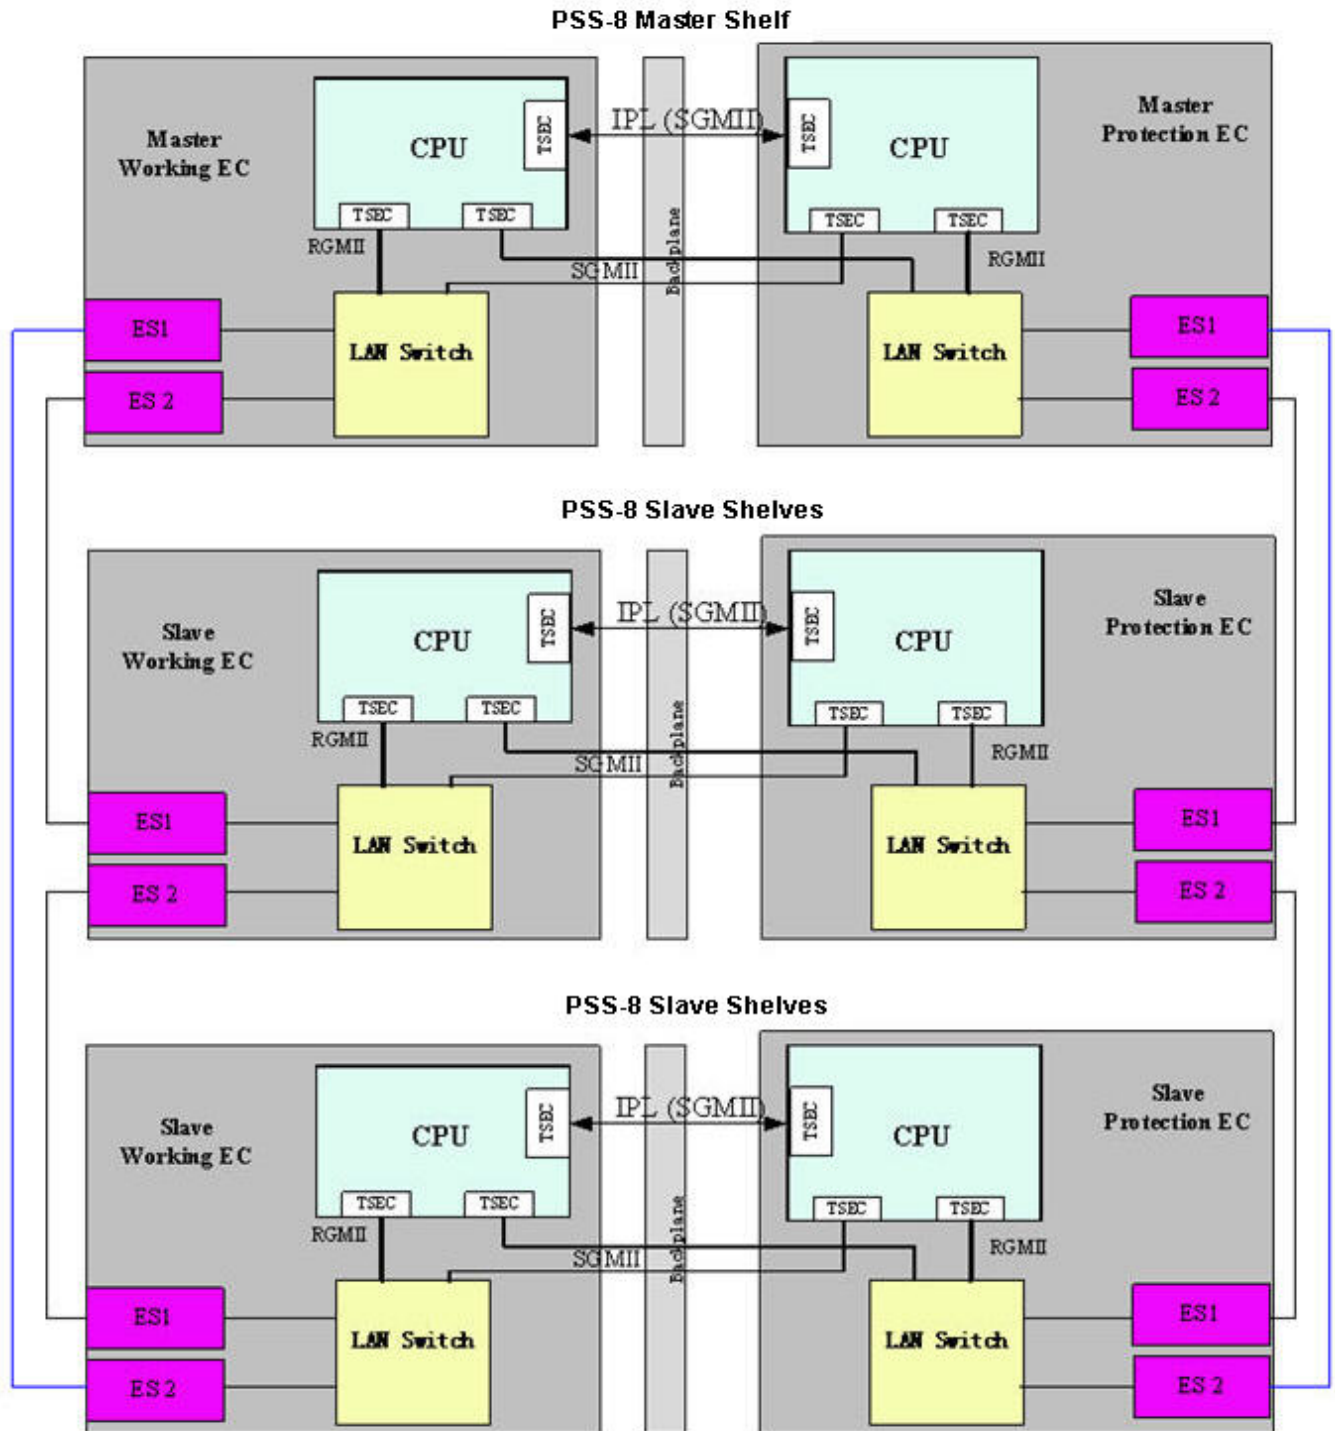 PSS-8 Master Shelf
Master
Working EC
CPU
TSEC
IPL (SGMII)
TSEC
CPU
Master
Protection EC
TSEC
TSEC
TSEC
TSEC
RGMII
SGMII
Backplane
RGMII
ES1
LAN Switch
LAN Switch
ES1
ES 2
ES 2
PSS-8 Slave Shelves
Slave
Working EC
CPU
TSEC
IPL (SGMII)
TSEC
CPU
Slave
Protection EC
TSEC
TSEC
TSEC
TSEC
RGMII
SGMII
Backplane
RGMII
ES1
LAN Switch
LAN Switch
ES1
ES 2
ES 2
PSS-8 Slave Shelves
Slave
Working EC
CPU
TSEC
IPL (SGMII)
TSEC
CPU
Slave
Protection EC
TSEC
TSEC
TSEC
TSEC
RGMII
SGMII
Backplane
RGMII
ES1
LAN Switch
LAN Switch
ES1
ES 2
ES 2